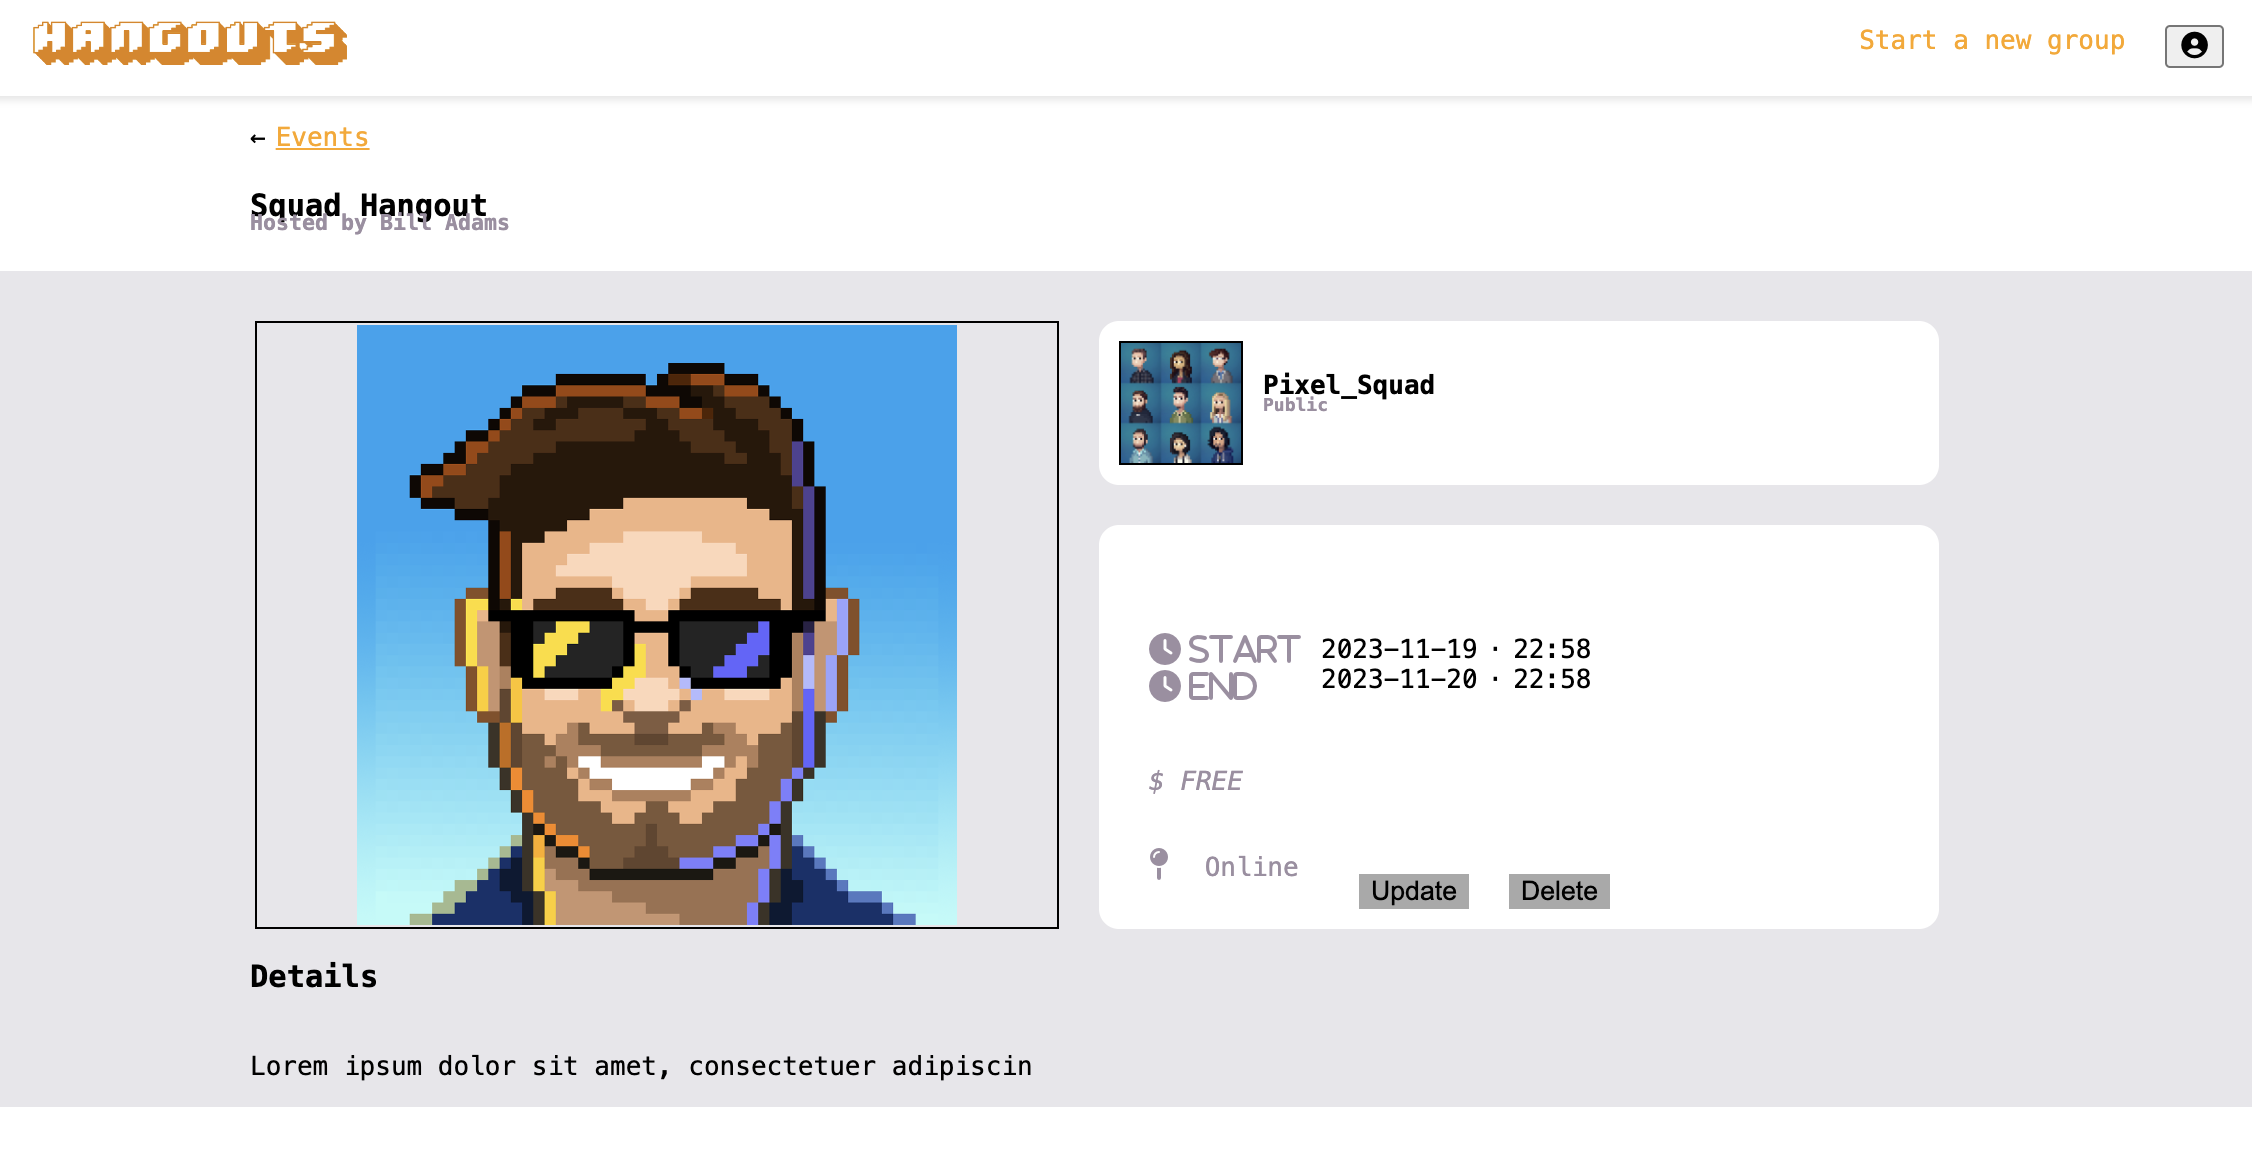 HANGOUTS
Start a new group
← Events
Squad Hangout
Hosted by Bill Adams
Pixel_Squad
Public
START 2023-11-19 · 22:58
END 2023-11-20 · 22:58
$ FREE
Online
Update Delete
Details
Lorem ipsum dolor sit amet, consectetuer adipiscin